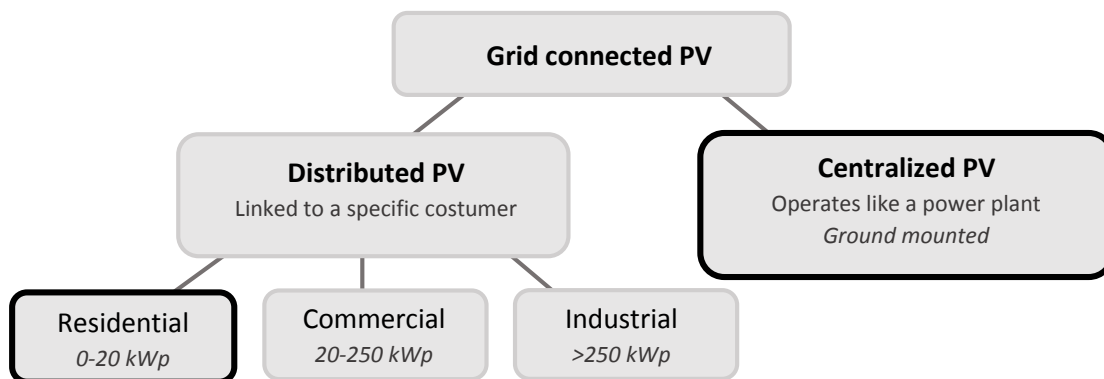 Grid connected PV
Distributed PV
Linked to a specific costumer
Centralized PV
Operates like a power plant
Ground mounted
Residential
0-20 kWp
Commercial
20-250 kWp
Industrial
>250 kWp